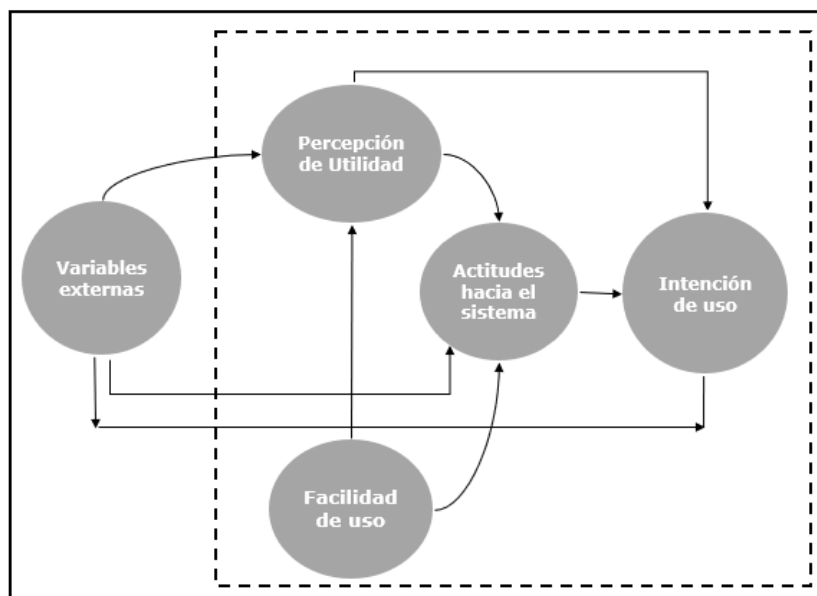 Percepción
de Utilidad
Variables
externas
Actitudes
hacia el
sistema
Intención
de uso
Facilidad
de uso